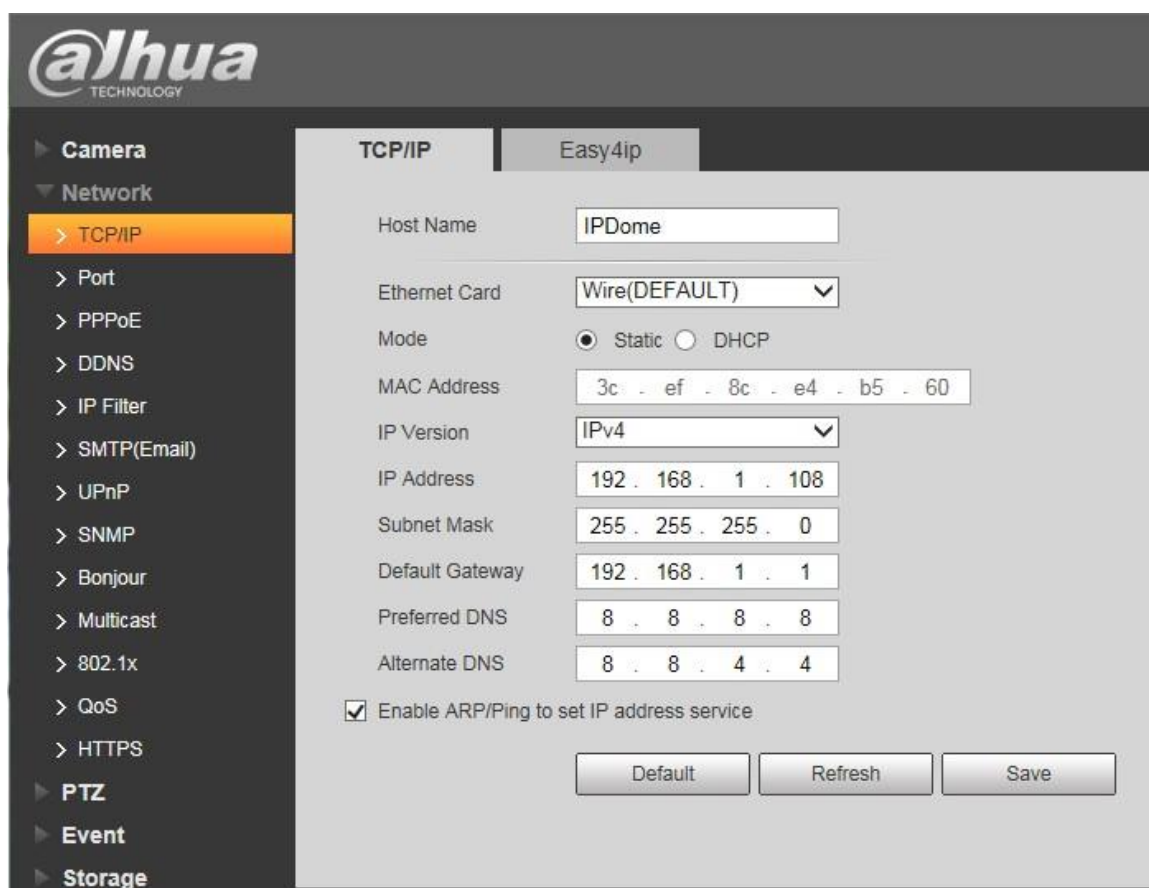 alhua
TECHNOLOGY
Camera
Network
TCP/IP
Port
PPPoE
DDNS
IP Filter
SMTP(Email)
UPnP
SNMP
Bonjour
Multicast
802.1x
QoS
HTTPS
PTZ
Event
Storage
TCP/IP Easy4ip
Host Name IPDome
Ethernet Card Wire(DEFAULT)
Mode Static DHCP
MAC Address 3c - ef - 8c - e4 - b5 - 60
IP Version IPv4
IP Address 192 . 168 . 1 . 108
Subnet Mask 255 . 255 . 255 . 0
Default Gateway 192 . 168 . 1 . 1
Preferred DNS 8 . 8 . 8 . 8
Alternate DNS 8 . 8 . 4 . 4
Enable ARP/Ping to set IP address service
Default Refresh Save